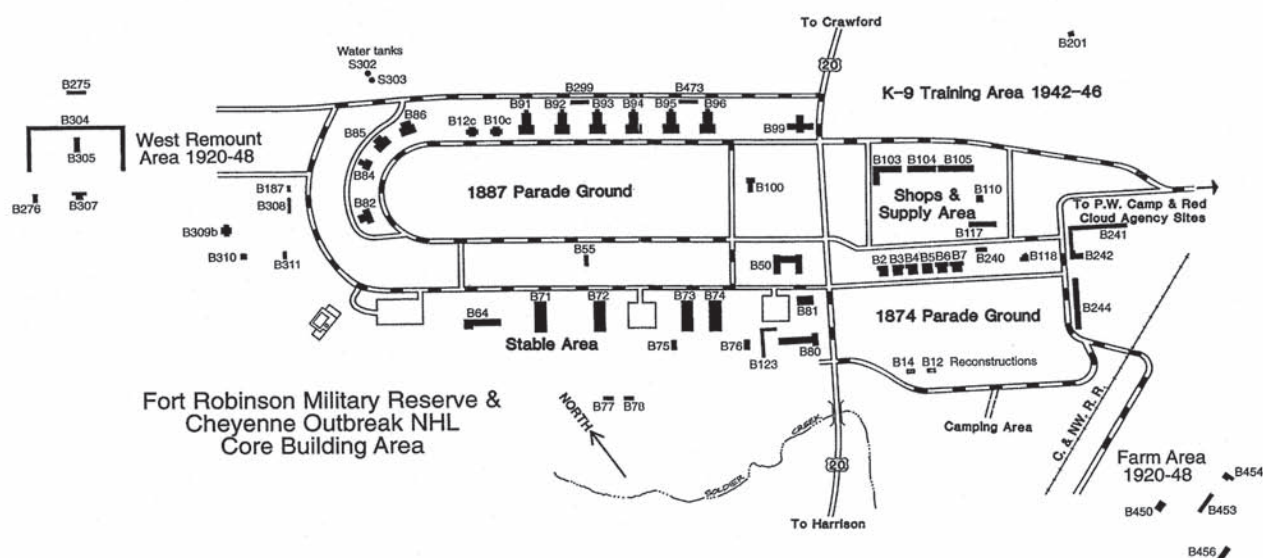 To Crawford
20
B201
Water tanks
S302
S303
K-9 Training Area 1942-46
B275
B304
B305
West Remount
Area 1920-48
B276
B307
B187
B308
B309b
B310
B311
B299
B473
B91
B92
B93
B94
B95
B96
B12c
B10c
B86
B85
B84
B82
B99
1887 Parade Ground
B100
B103
B104
B105
Shops &
Supply Area
B110
B117
To P.W. Camp & Red
Cloud Agency Sites
B241
B242
B55
B50
B2
B3
B4
B5
B6
B7
B240
B118
B244
B64
B71
B72
B73
B74
B81
Stable Area
B75
B76
B123
B80
1874 Parade Ground
B14
B12
Reconstructions
Camping Area
C. & NW. R. R.
Fort Robinson Military Reserve &
Cheyenne Outbreak NHL
Core Building Area
B77
B78
NORTH
SOLDIER
CREEK
20
To Harrison
Farm Area
1920-48
B454
B450
B453
B456